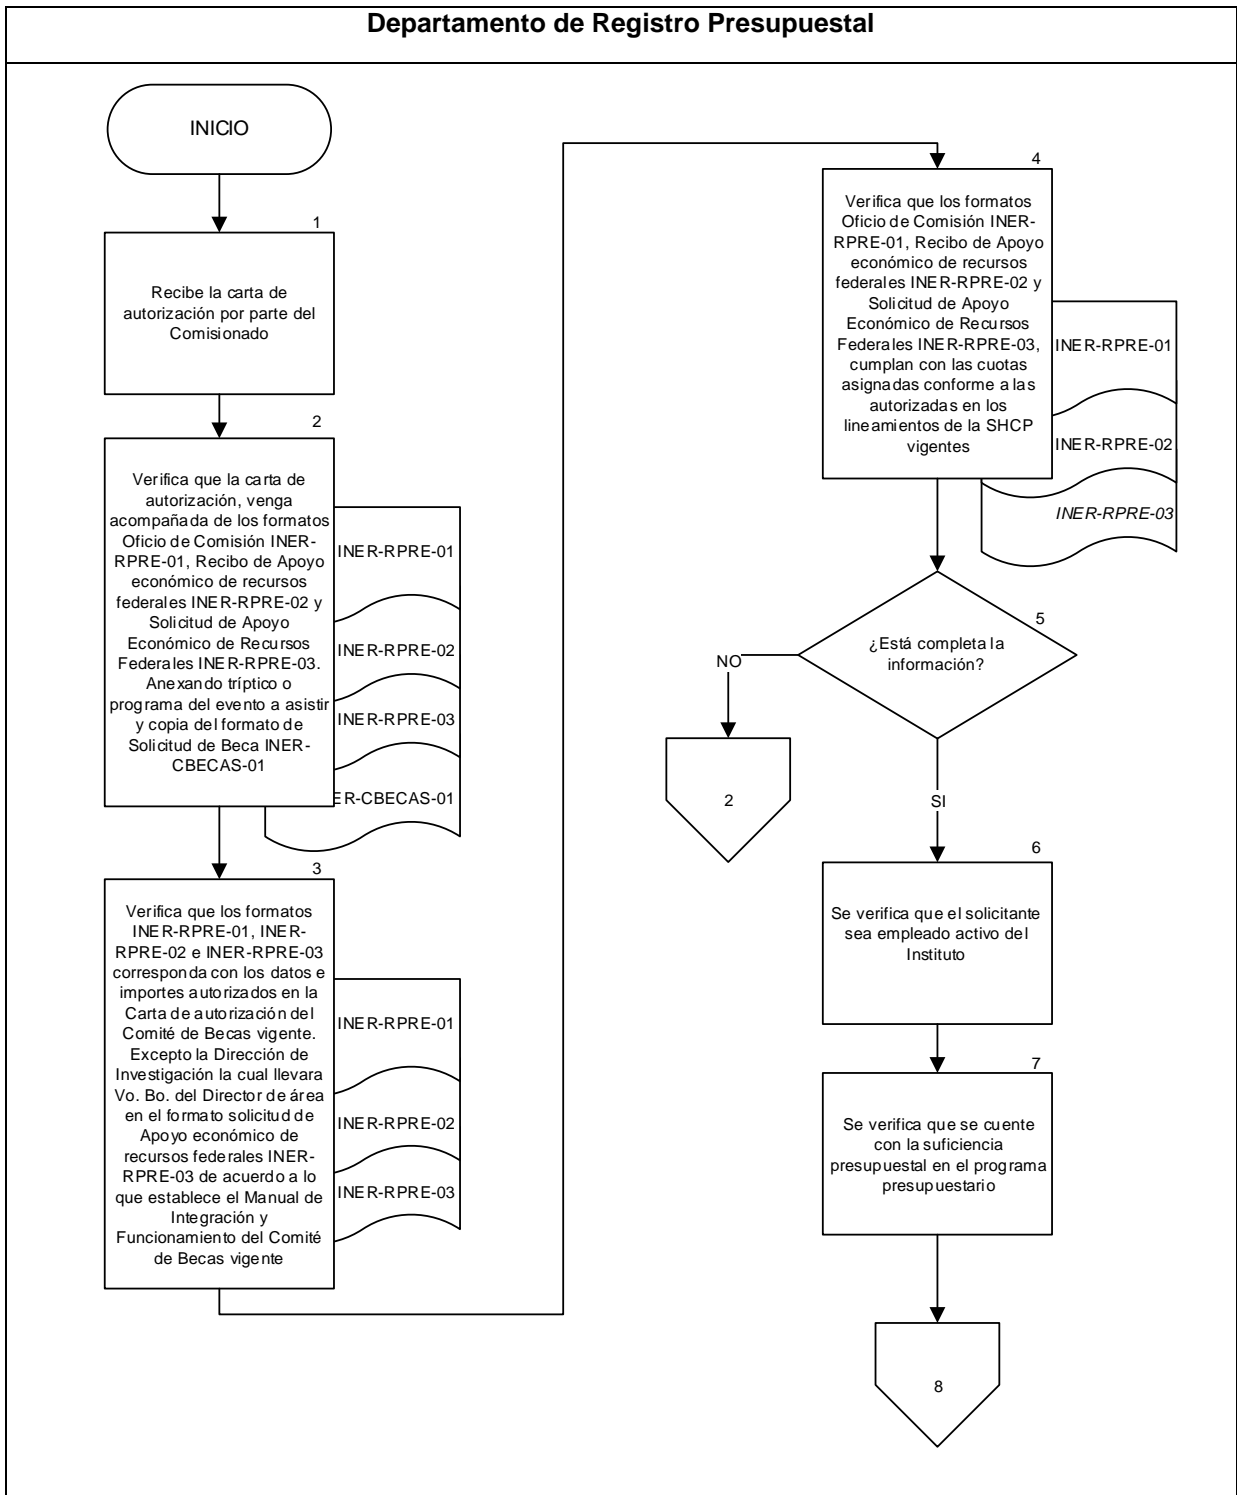 Departamento de Registro Presupuestal
INICIO
1
Recibe la carta de
autorización por parte del
Comisionado
2
Verifica que la carta de
autorización, venga
acompañada de los formatos
Oficio de Comisión INER-
RPRE-01, Recibo de Apoyo
económico de recursos
federales INER-RPRE-02 y
Solicitud de Apoyo
Económico de Recursos
Federales INER-RPRE-03.
Anexando tríptico o
programa del evento a asistir
y copia del formato de
Solicitud de Beca INER-
CBECAS-01
INER-RPRE-01
INER-RPRE-02
INER-RPRE-03
ER-CBECAS-01
3
Verifica que los formatos
INER-RPRE-01, INER-
RPRE-02 e INER-RPRE-03
corresponda con los datos e
importes autorizados en la
Carta de autorización del
Comité de Becas vigente.
Excepto la Dirección de
Investigación la cual llevara
Vo. Bo. del Director de área
en el formato solicitud de
Apoyo económico de
recursos federales INER-
RPRE-03 de acuerdo a lo
que establece el Manual de
Integración y
Funcionamiento del Comité
de Becas vigente
INER-RPRE-01
INER-RPRE-02
INER-RPRE-03
4
Verifica que los formatos
Oficio de Comisión INER-
RPRE-01, Recibo de Apoyo
económico de recursos
federales INER-RPRE-02 y
Solicitud de Apoyo
Económico de Recursos
Federales INER-RPRE-03,
cumplan con las cuotas
asignadas conforme a las
autorizadas en los
lineamientos de la SHCP
vigentes
INER-RPRE-01
INER-RPRE-02
INER-RPRE-03
5
¿Está completa la
información?
NO
2
SI
6
Se verifica que el solicitante
sea empleado activo del
Instituto
7
Se verifica que se cuente
con la suficiencia
presupuestal en el programa
presupuestario
8